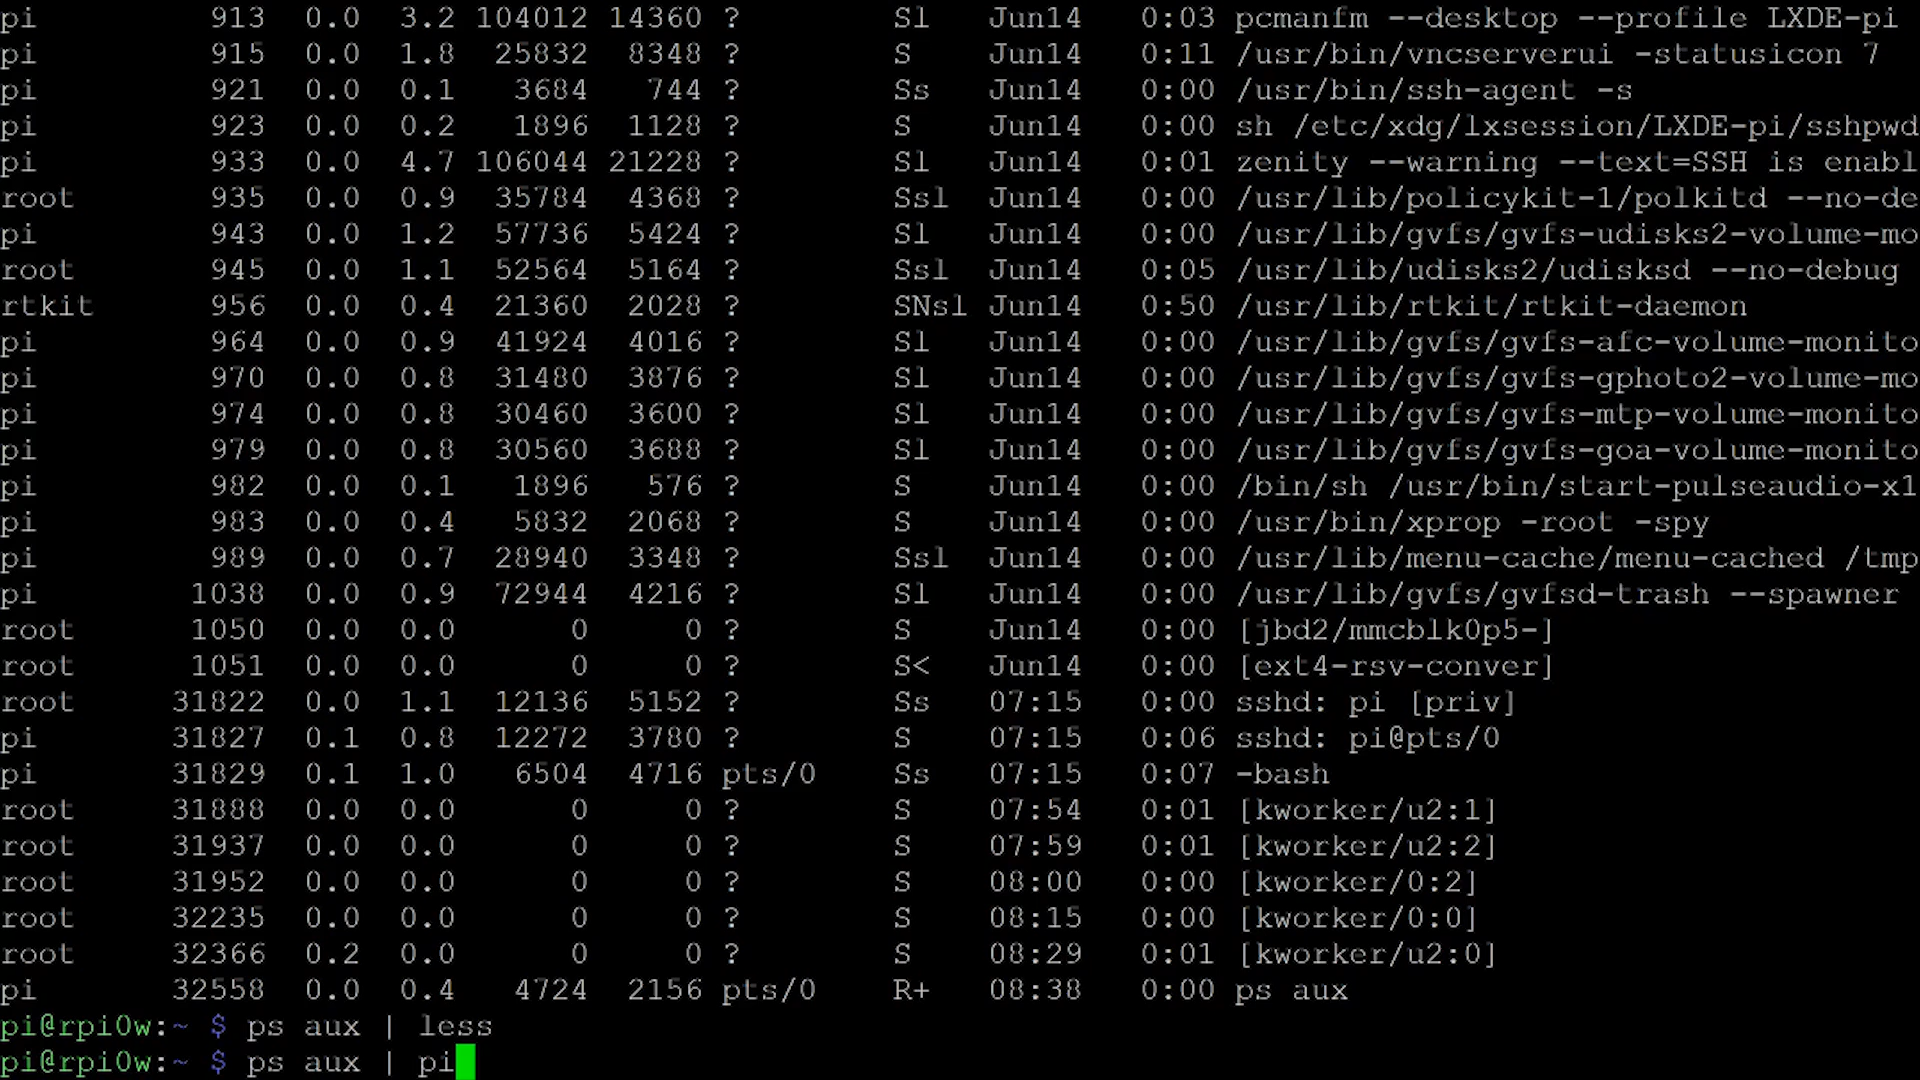 pi 913 0.0 3.2 104012 14360 ? Sl Jun14 0:03 pcmanfm --desktop --profile LXDE-pi
pi 915 0.0 1.8 25832 8348 ? S Jun14 0:11 /usr/bin/vncserverui -statusicon 7
pi 921 0.0 0.1 3684 744 ? Ss Jun14 0:00 /usr/bin/ssh-agent -s
pi 923 0.0 0.2 1896 1128 ? S Jun14 0:00 sh /etc/xdg/lxsession/LXDE-pi/sshpwd
pi 933 0.0 4.7 106044 21228 ? Sl Jun14 0:01 zenity --warning --text=SSH is enabl
root 935 0.0 0.9 35784 4368 ? Ssl Jun14 0:00 /usr/lib/policykit-1/polkitd --no-de
pi 943 0.0 1.2 57736 5424 ? Sl Jun14 0:00 /usr/lib/gvfs/gvfs-udisks2-volume-mo
root 945 0.0 1.1 52564 5164 ? Ssl Jun14 0:05 /usr/lib/udisks2/udisksd --no-debug
rtkit 956 0.0 0.4 21360 2028 ? SNsl Jun14 0:50 /usr/lib/rtkit/rtkit-daemon
pi 964 0.0 0.9 41924 4016 ? Sl Jun14 0:00 /usr/lib/gvfs/gvfs-afc-volume-monito
pi 970 0.0 0.8 31480 3876 ? Sl Jun14 0:00 /usr/lib/gvfs/gvfs-gphoto2-volume-mo
pi 974 0.0 0.8 30460 3600 ? Sl Jun14 0:00 /usr/lib/gvfs/gvfs-mtp-volume-monito
pi 979 0.0 0.8 30560 3688 ? Sl Jun14 0:00 /usr/lib/gvfs/gvfs-goa-volume-monito
pi 982 0.0 0.1 1896 576 ? S Jun14 0:00 /bin/sh /usr/bin/start-pulseaudio-x1
pi 983 0.0 0.4 5832 2068 ? S Jun14 0:00 /usr/bin/xprop -root -spy
pi 989 0.0 0.7 28940 3348 ? Ssl Jun14 0:00 /usr/lib/menu-cache/menu-cached /tmp
pi 1038 0.0 0.9 72944 4216 ? Sl Jun14 0:00 /usr/lib/gvfs/gvfsd-trash --spawner
root 1050 0.0 0.0 0 0 ? S Jun14 0:00 [jbd2/mmcblk0p5-]
root 1051 0.0 0.0 0 0 ? S< Jun14 0:00 [ext4-rsv-conver]
root 31822 0.0 1.1 12136 5152 ? Ss 07:15 0:00 sshd: pi [priv]
pi 31827 0.1 0.8 12272 3780 ? S 07:15 0:06 sshd: pi@pts/0
pi 31829 0.1 1.0 6504 4716 pts/0 Ss 07:15 0:07 -bash
root 31888 0.0 0.0 0 0 ? S 07:54 0:01 [kworker/u2:1]
root 31937 0.0 0.0 0 0 ? S 07:59 0:01 [kworker/u2:2]
root 31952 0.0 0.0 0 0 ? S 08:00 0:00 [kworker/0:2]
root 32235 0.0 0.0 0 0 ? S 08:15 0:00 [kworker/0:0]
root 32366 0.2 0.0 0 0 ? S 08:29 0:01 [kworker/u2:0]
pi 32558 0.0 0.4 4724 2156 pts/0 R+ 08:38 0:00 ps aux
pi@rpi0w:~ $ ps aux | less
pi@rpi0w:~ $ ps aux | pi